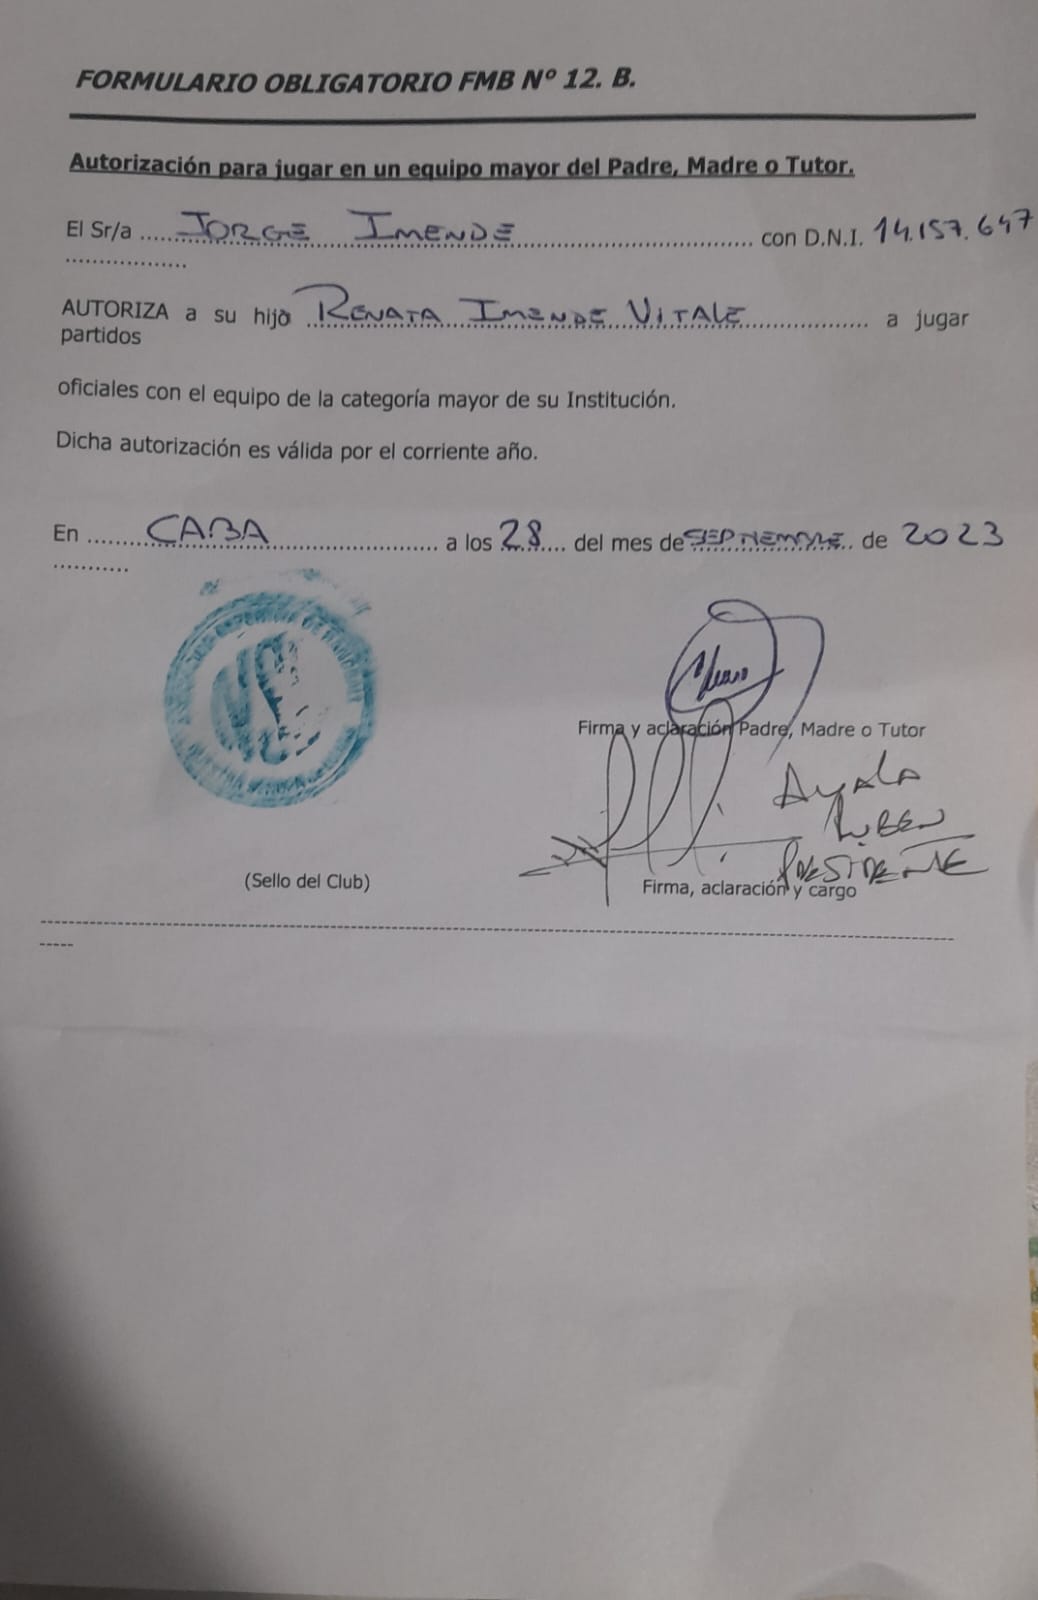 FORMULARIO OBLIGATORIO FMB Nº 12. B.
Autorización para jugar en un equipo mayor del Padre, Madre o Tutor.
El Sr/a ..... JORGE IMENDE ..... con D.N.I. 14.157.647
..................
AUTORIZA a su hijo RENATA IMENDE VITALE ..... a jugar
partidos
oficiales con el equipo de la categoría mayor de su Institución.
Dicha autorización es válida por el corriente año.
En ....... CABA ..... a los 28 .... del mes de SEPTIEMBRE. de 2023
...........
Firma y aclaración Padre, Madre o Tutor
AYALA
RUBEN
PRESIDENTE
(Sello del Club)
Firma, aclaración y cargo